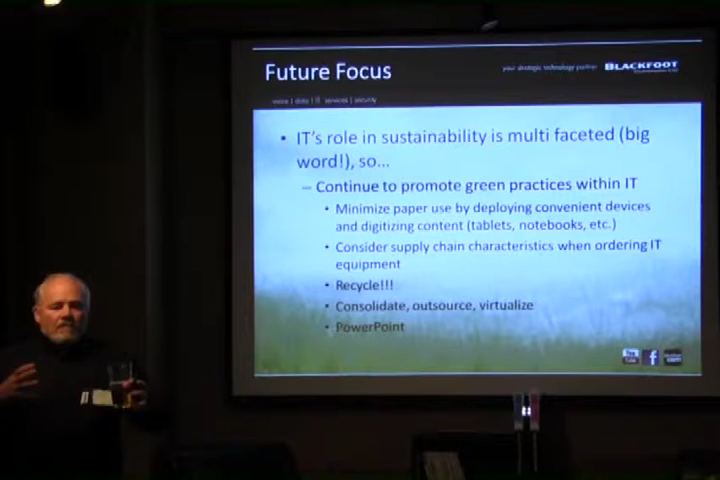 Future Focus
your strategic technology partner BLACKFOOT
voice | data | IT services | security
• IT's role in sustainability is multi faceted (big
word!), so...
– Continue to promote green practices within IT
• Minimize paper use by deploying convenient devices
and digitizing content (tablets, notebooks, etc.)
• Consider supply chain characteristics when ordering IT
equipment
• Recycle!!!
• Consolidate, outsource, virtualize
• PowerPoint
You
f